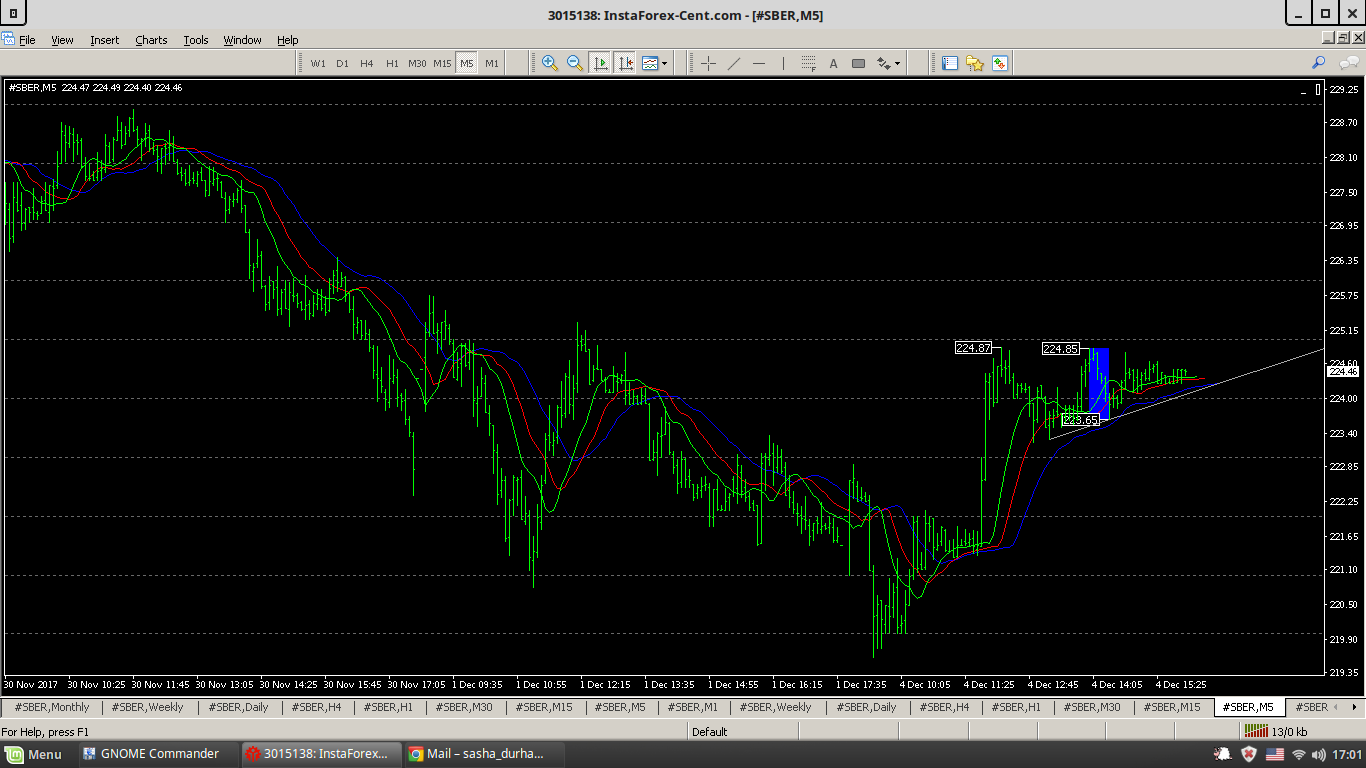 3015138: InstaForex-Cent.com - [#SBER,M5]
File View Insert Charts Tools Window Help
W1 D1 H4 H1 M30 M15 M5 M1 A
#SBER,M5 224.47 224.49 224.40 224.46
229.25
228.70
228.10
227.50
226.95
226.35
225.75
225.15
224.60
224.46
224.00
223.40
222.85
222.25
221.65
221.10
220.50
219.90
219.35
224.87
224.85
223.65
30 Nov 2017 30 Nov 10:25 30 Nov 11:45 30 Nov 13:05 30 Nov 14:25 30 Nov 15:45 30 Nov 17:05 1 Dec 09:35 1 Dec 10:55 1 Dec 12:15 1 Dec 13:35 1 Dec 14:55 1 Dec 16:15 1 Dec 17:35 4 Dec 10:05 4 Dec 11:25 4 Dec 12:45 4 Dec 14:05 4 Dec 15:25
#SBER,Monthly #SBER,Weekly #SBER,Daily #SBER,H4 #SBER,H1 #SBER,M30 #SBER,M15 #SBER,M5 #SBER,M1 #SBER,Weekly #SBER,Daily #SBER,H4 #SBER,H1 #SBER,M30 #SBER,M15 #SBER,M5 #SBER
For Help, press F1 Default 13/0 kb
Menu GNOME Commander 3015138: InstaForex... Mail – sasha_durha... 17:01